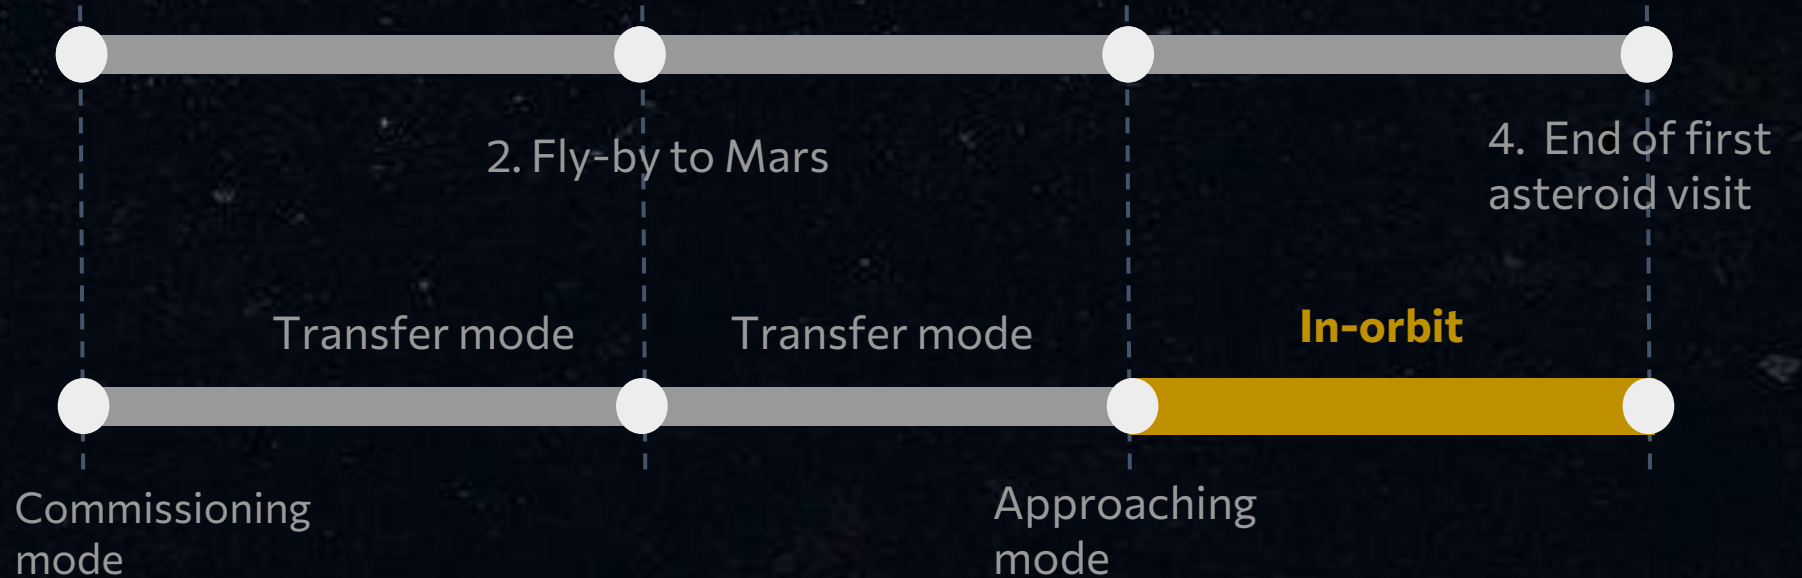 2. Fly-by to Mars
4. End of first
asteroid visit
Transfer mode
Transfer mode
In-orbit
Commissioning
mode
Approaching
mode